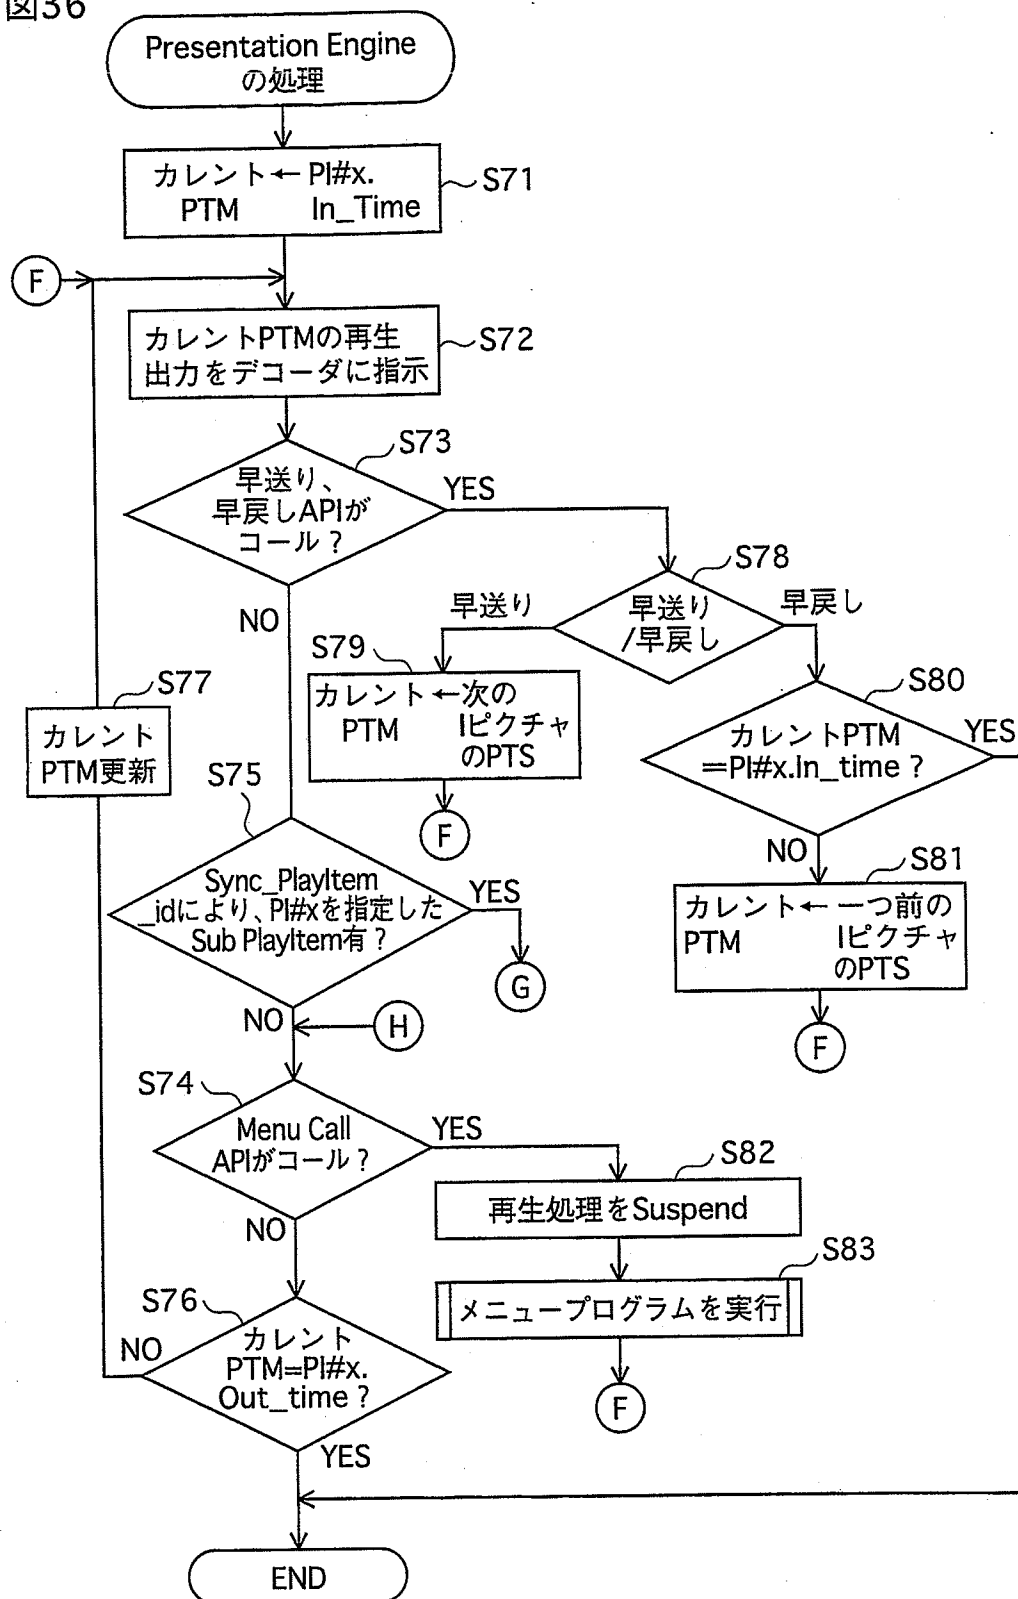 図36
Presentation Engine
の処理
カレント← PI#x.
PTM In_Time
S71
F
カレントPTMの再生
出力をデコーダに指示
S72
S73
早送り、
早戻しAPIが
コール？
YES
NO
S78
早送り
早送り
/早戻し
早戻し
S79
カレント←次の
PTM Iピクチャ
のPTS
F
S80
カレントPTM
=PI#x.In_time？
YES
NO
S81
カレント← 一つ前の
PTM Iピクチャ
のPTS
F
S77
カレント
PTM更新
S75
Sync_PlayItem
_idにより、PI#xを指定した
Sub PlayItem有？
YES
G
NO
H
S74
Menu Call
APIがコール？
YES
NO
S82
再生処理をSuspend
S83
メニュープログラムを実行
F
S76
カレント
PTM=PI#x.
Out_time？
NO
YES
END